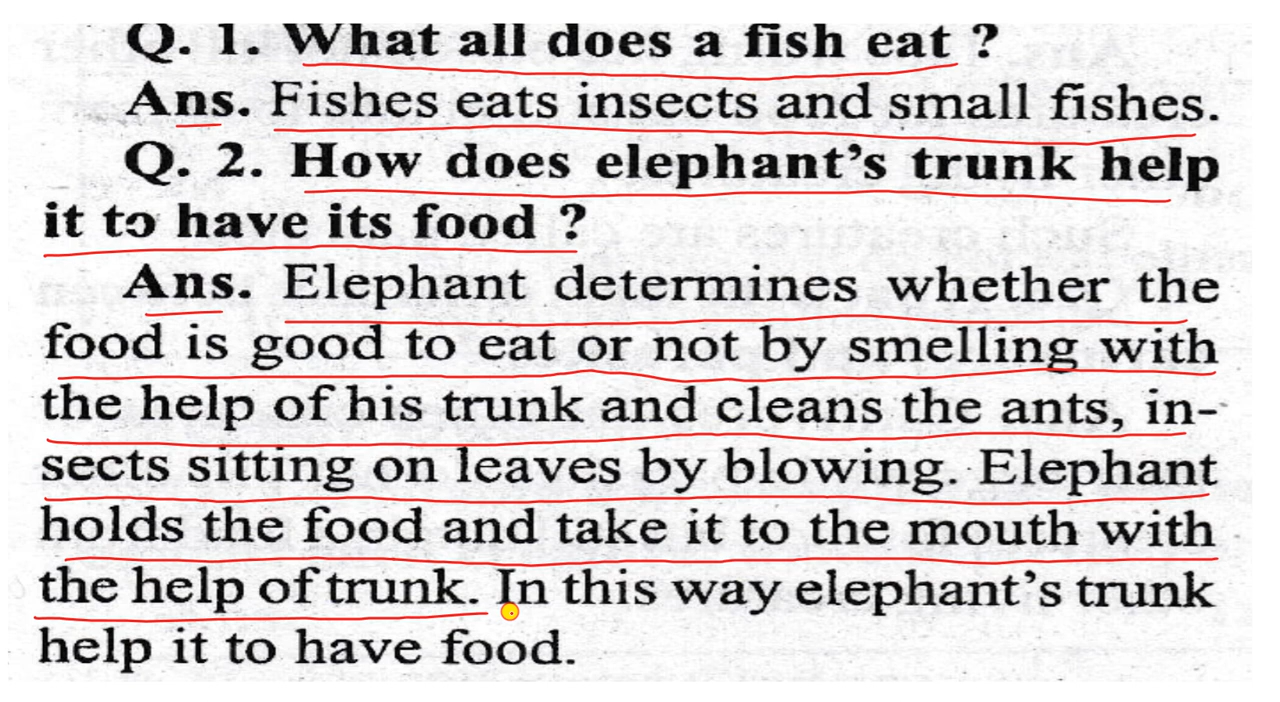 Q. 1. What all does a fish eat ?
Ans. Fishes eats insects and small fishes.
Q. 2. How does elephant's trunk help
it to have its food ?
Ans. Elephant determines whether the
food is good to eat or not by smelling with
the help of his trunk and cleans the ants, in-
sects sitting on leaves by blowing. Elephant
holds the food and take it to the mouth with
the help of trunk. In this way elephant's trunk
help it to have food.